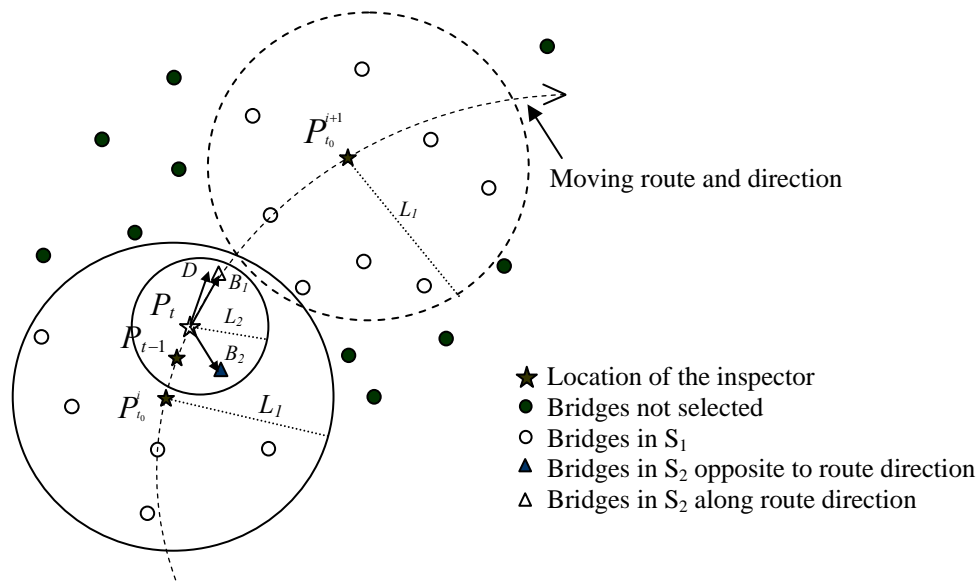 P_{t_0}^{i+1}
Moving route and direction
L_1
D
B_1
P_t
L_2
P_{t-1}
B_2
P_{t_0}^{i}
L_1
Location of the inspector
Bridges not selected
Bridges in S_1
Bridges in S_2 opposite to route direction
Bridges in S_2 along route direction